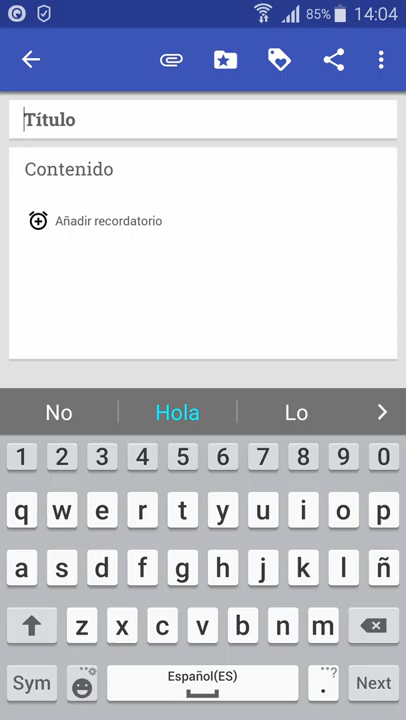 85% 14:04
Título
Contenido
Añadir recordatorio
No Hola Lo
1 2 3 4 5 6 7 8 9 0
q w e r t y u i o p
a s d f g h j k l ñ
z x c v b n m
Sym Español(ES) . ? Next